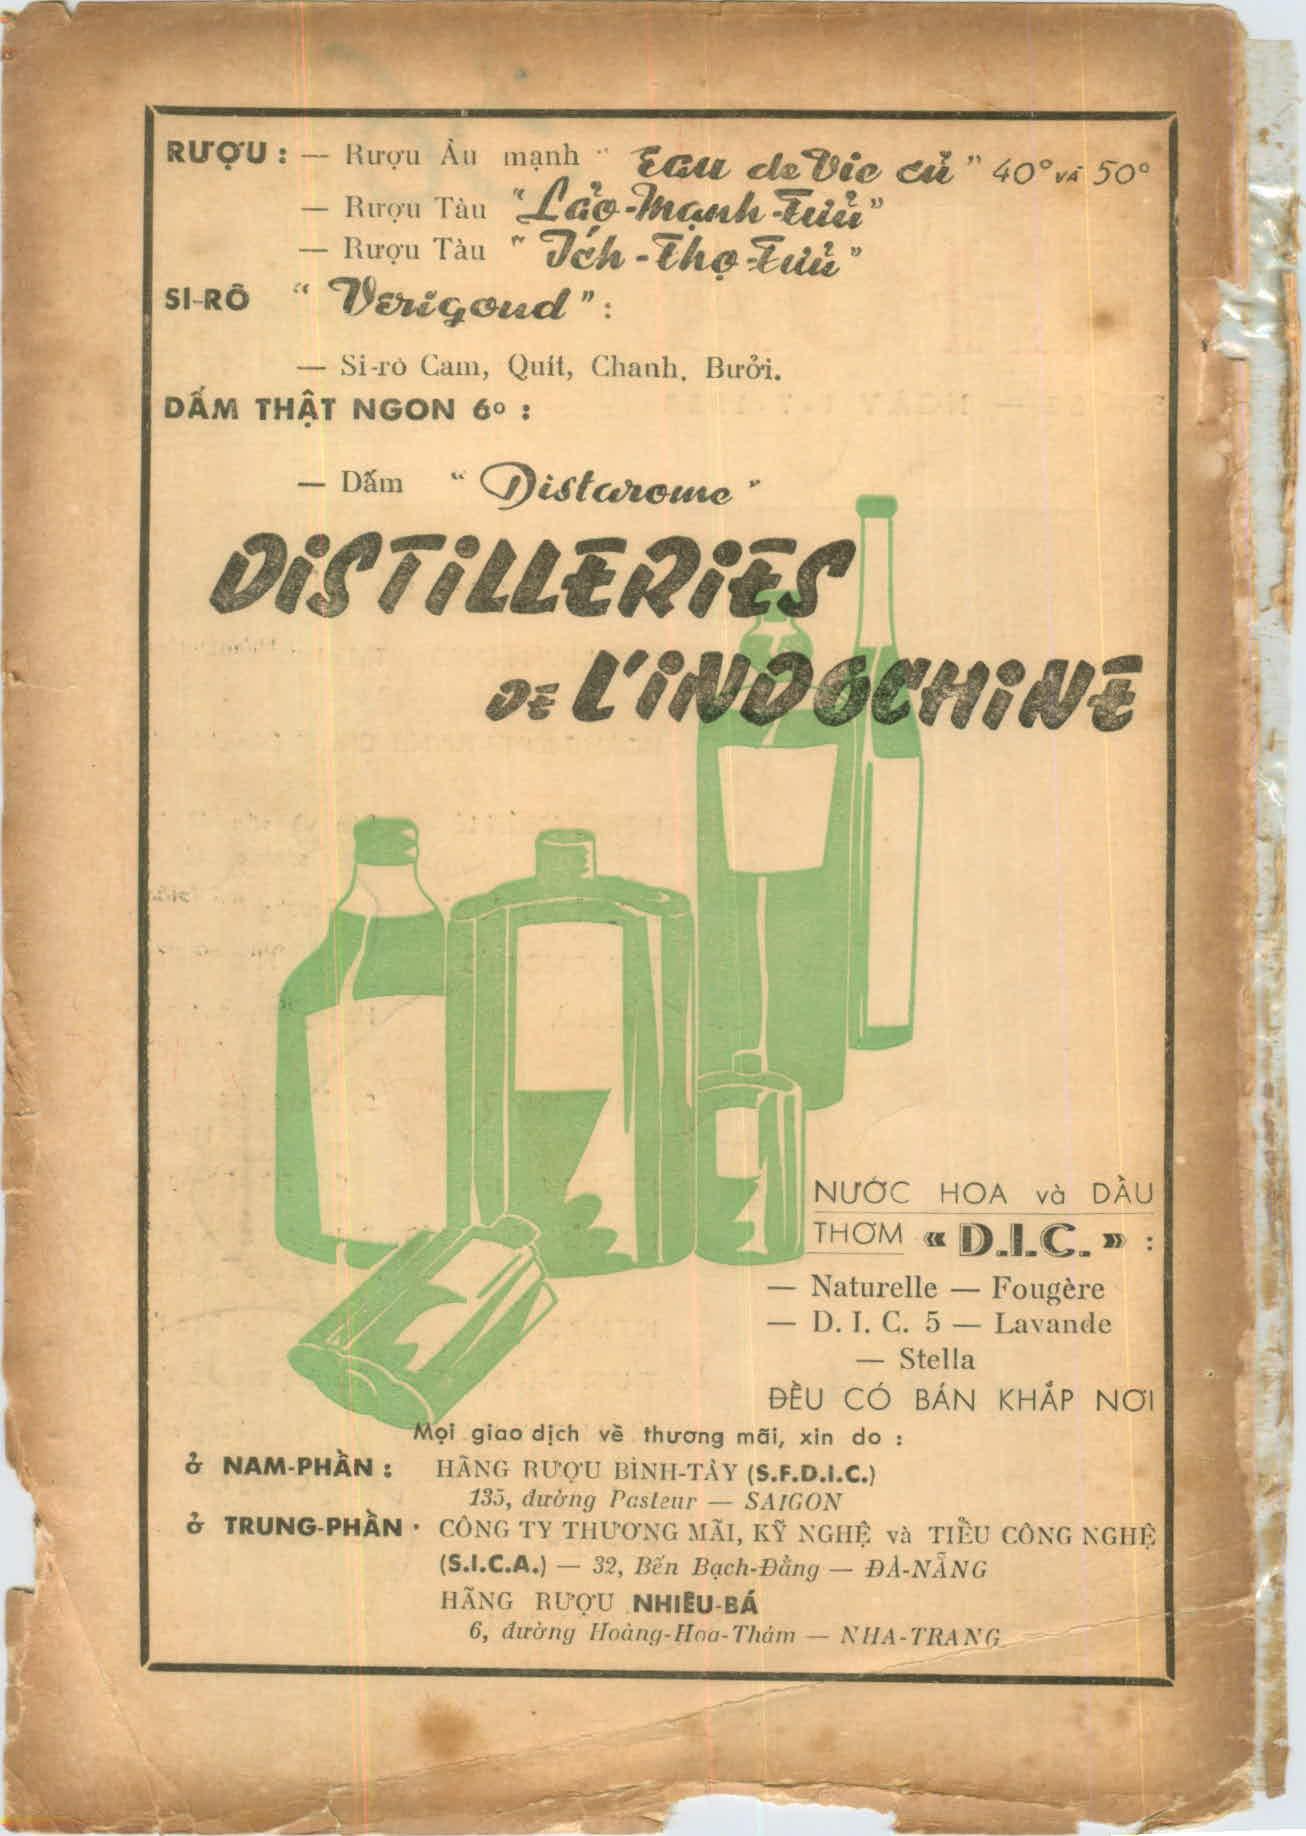 RƯỢU : — Rượu Âu mạnh " Eau de Vie củ " 40° VÀ 50°
— Rượu Tàu " Lảo-Mạnh-Tửu "
— Rượu Tàu " Ích-Thọ-Tửu "
SI-RÔ " Verigoud " :
— Si-rô Cam, Quít, Chanh, Bưởi.
DẤM THẬT NGON 6° :
— Dấm " Distarome "
DISTILLERIES
DE L'INDOCHINE
NƯỚC HOA và DẦU
THƠM « D.I.C. » :
— Naturelle — Fougère
— D. I. C. 5 — Lavande
— Stella
ĐỀU CÓ BÁN KHẮP NƠI
Mọi giao dịch về thương mãi, xin do :
ở NAM-PHẦN : HÃNG RƯỢU BÌNH-TÂY (S.F.D.I.C.)
135, đường Pasteur — SAIGON
ở TRUNG-PHẦN : CÔNG TY THƯƠNG MÃI, KỸ NGHỆ và TIỂU CÔNG NGHỆ
(S.I.C.A.) — 32, Bến Bạch-Đằng — ĐÀ-NẴNG
HÃNG RƯỢU NHIÊU-BÁ
6, đường Hoàng-Hoa-Thám — NHA-TRANG